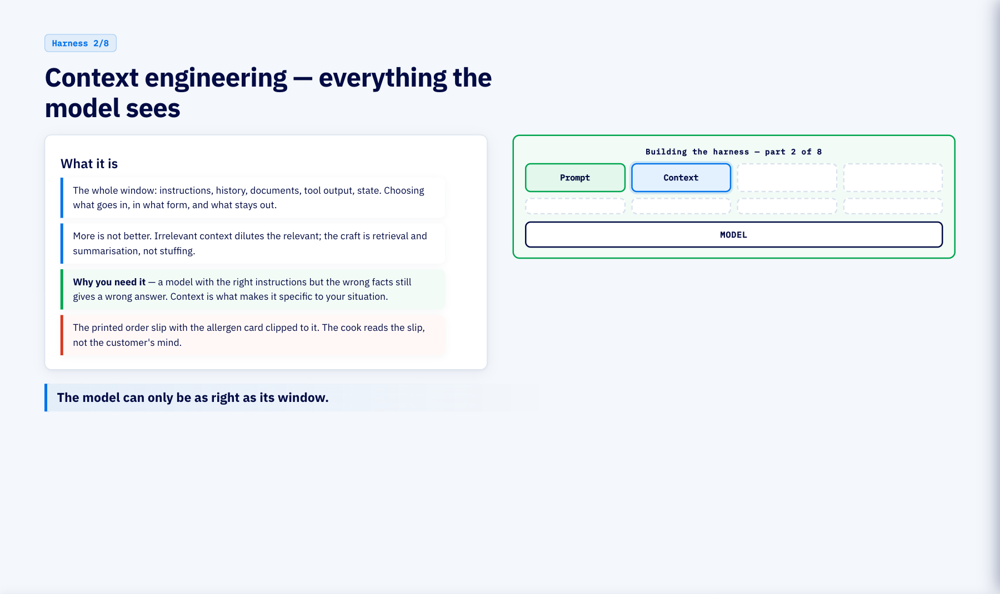 Harness 2/8
Context engineering — everything the
model sees
What it is
The whole window: instructions, history, documents, tool output, state. Choosing
what goes in, in what form, and what stays out.
More is not better. Irrelevant context dilutes the relevant; the craft is retrieval and
summarisation, not stuffing.
Why you need it — a model with the right instructions but the wrong facts still
gives a wrong answer. Context is what makes it specific to your situation.
The printed order slip with the allergen card clipped to it. The cook reads the slip,
not the customer's mind.
Building the harness — part 2 of 8
Prompt
Context
MODEL
The model can only be as right as its window.